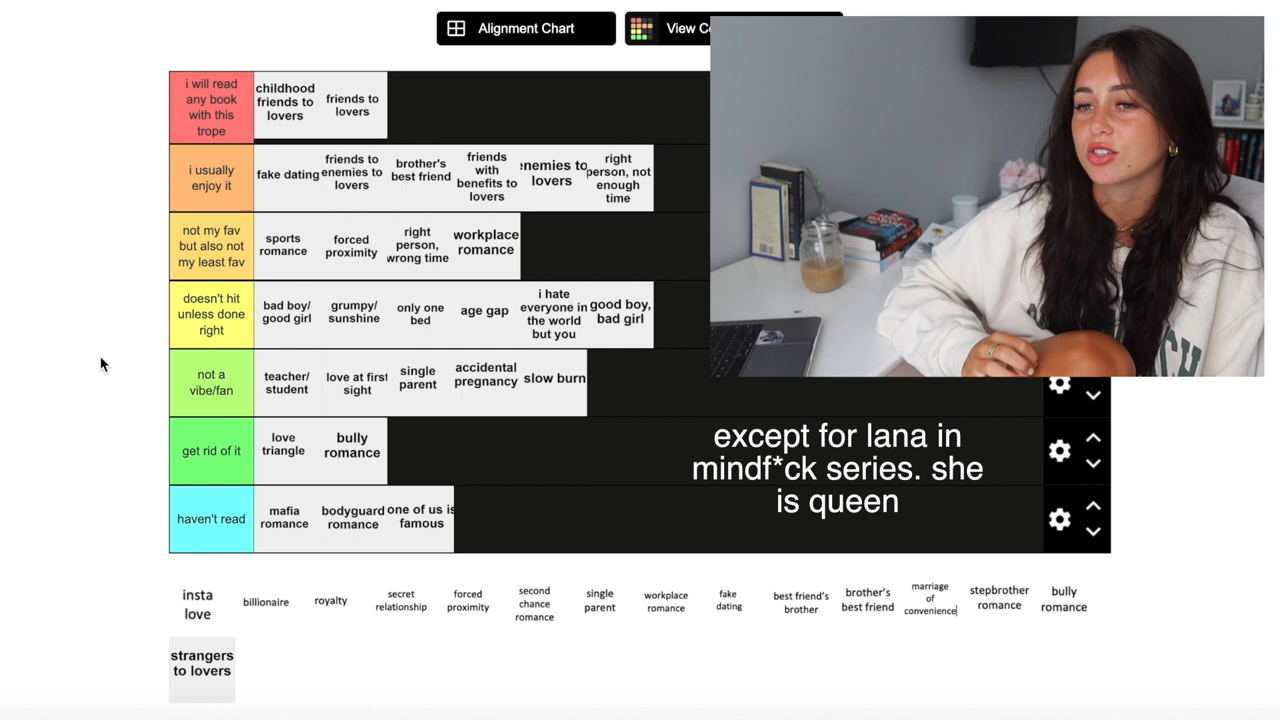 Alignment Chart
View Co
i will read
any book
with this
trope
childhood
friends to
lovers
friends to
lovers
i usually
enjoy it
fake dating
friends to
enemies to
lovers
brother's
best friend
friends
with
benefits to
lovers
enemies to
lovers
right
person, not
enough
time
not my fav
but also not
my least fav
sports
romance
forced
proximity
right
person,
wrong time
workplace
romance
doesn't hit
unless done
right
bad boy/
good girl
grumpy/
sunshine
only one
bed
age gap
i hate
everyone in
the world
but you
good boy,
bad girl
not a
vibe/fan
teacher/
student
love at first
sight
single
parent
accidental
pregnancy
slow burn
get rid of it
love
triangle
bully
romance
haven't read
mafia
romance
bodyguard
romance
one of us is
famous
except for lana in
mindf*ck series. she
is queen
insta
love
billionaire
royalty
secret
relationship
forced
proximity
second
chance
romance
single
parent
workplace
romance
fake
dating
best friend's
brother
brother's
best friend
marriage
of
convenience
stepbrother
romance
bully
romance
strangers
to lovers